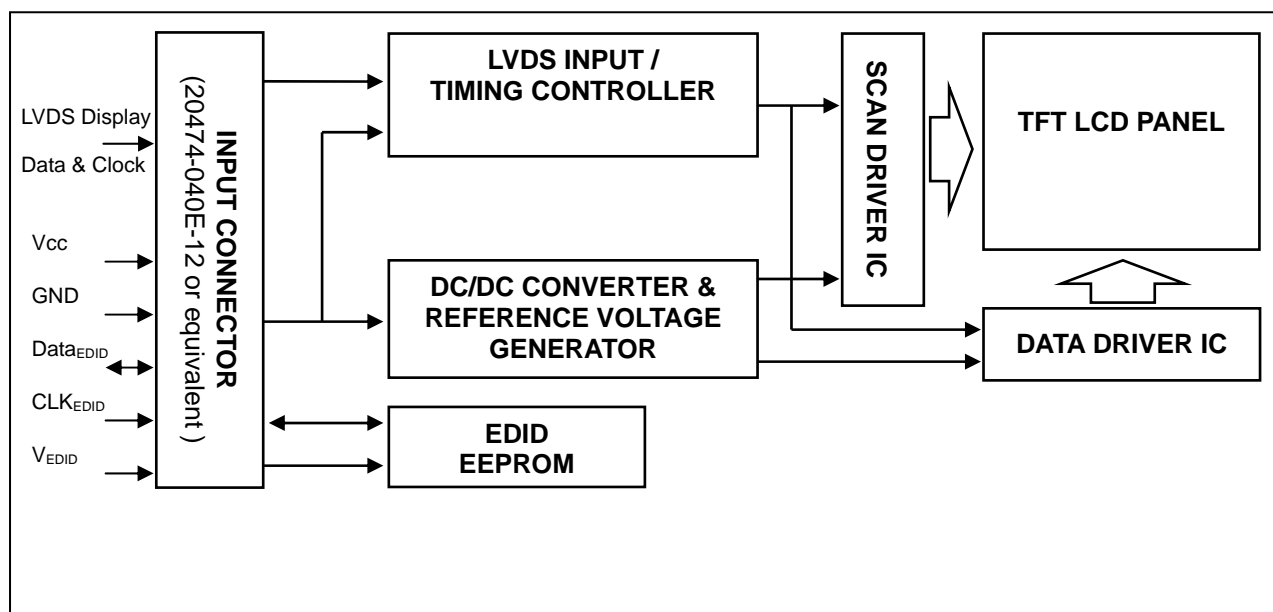 LVDS Display
Data & Clock
Vcc
GND
DataEDID
CLKEDID
VEDID
INPUT CONNECTOR
(20474-040E-12 or equivalent )
LVDS INPUT /
TIMING CONTROLLER
DC/DC CONVERTER &
REFERENCE VOLTAGE
GENERATOR
EDID
EEPROM
SCAN DRIVER IC
TFT LCD PANEL
DATA DRIVER IC